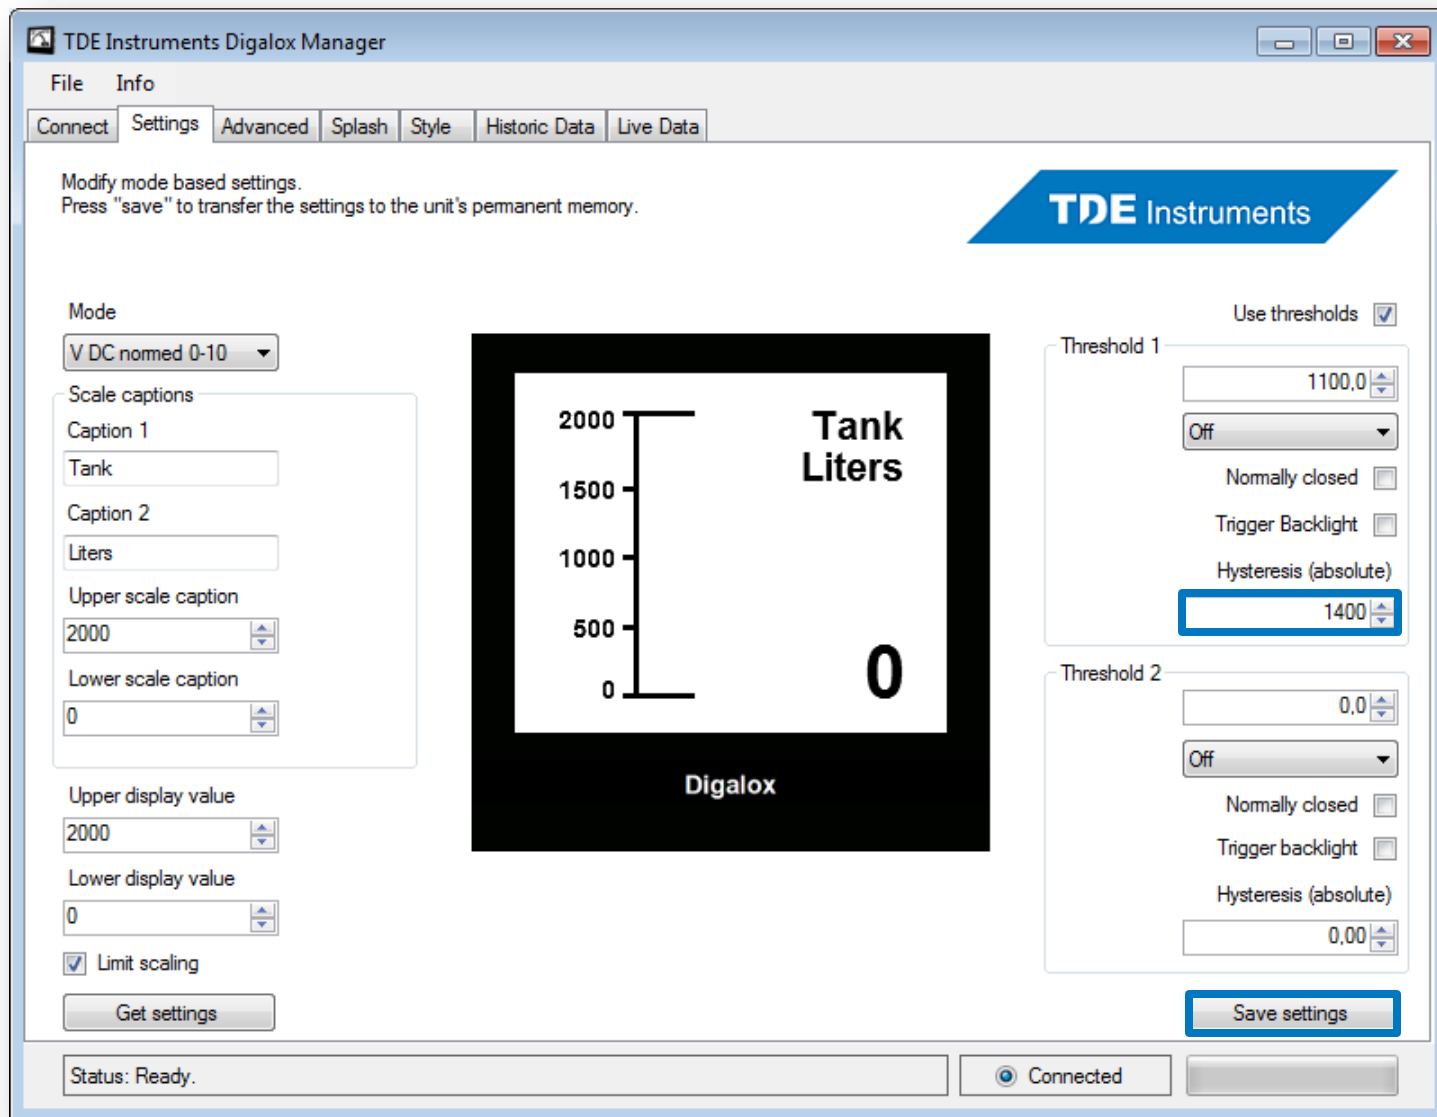 TDE Instruments Digalox Manager
File Info
Connect Settings Advanced Splash Style Historic Data Live Data
Modify mode based settings.
Press "save" to transfer the settings to the unit's permanent memory.
TDE Instruments
Mode
V DC normed 0-10
Scale captions
Caption 1
Tank
Caption 2
Liters
Upper scale caption
2000
Lower scale caption
0
Upper display value
2000
Lower display value
0
Limit scaling
Get settings
2000
1500
1000
500
0
Tank
Liters
0
Digalox
Use thresholds
Threshold 1
1100,0
Off
Normally closed
Trigger Backlight
Hysteresis (absolute)
1400
Threshold 2
0,0
Off
Normally closed
Trigger backlight
Hysteresis (absolute)
0,00
Save settings
Status: Ready.
Connected